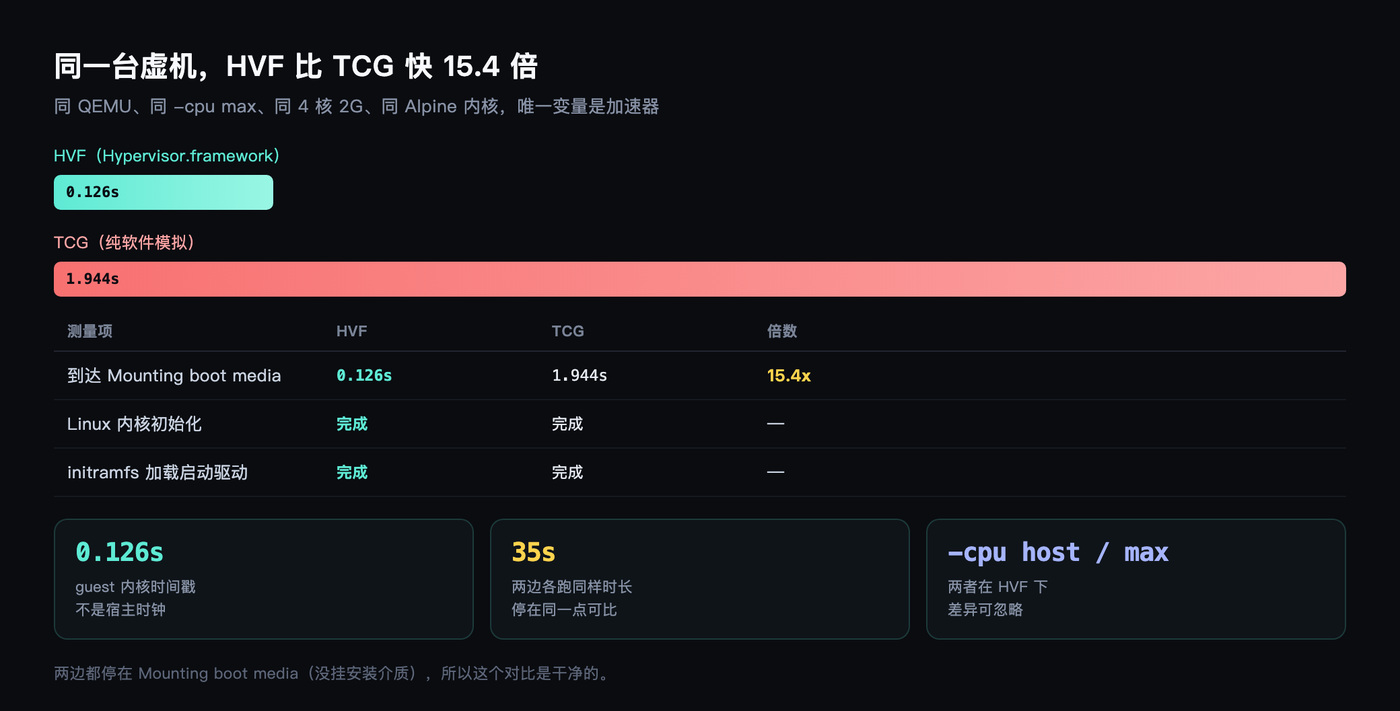 同一台虚机，HVF 比 TCG 快 15.4 倍
同 QEMU、同 -cpu max、同 4 核 2G、同 Alpine 内核，唯一变量是加速器
HVF（Hypervisor.framework）
0.126s
TCG（纯软件模拟）
1.944s
测量项 HVF TCG 倍数
到达 Mounting boot media 0.126s 1.944s 15.4x
Linux 内核初始化 完成 完成 —
initramfs 加载启动驱动 完成 完成 —
0.126s
guest 内核时间戳
不是宿主时钟
35s
两边各跑同样时长
停在同一点可比
-cpu host / max
两者在 HVF 下
差异可忽略
两边都停在 Mounting boot media（没挂安装介质），所以这个对比是干净的。